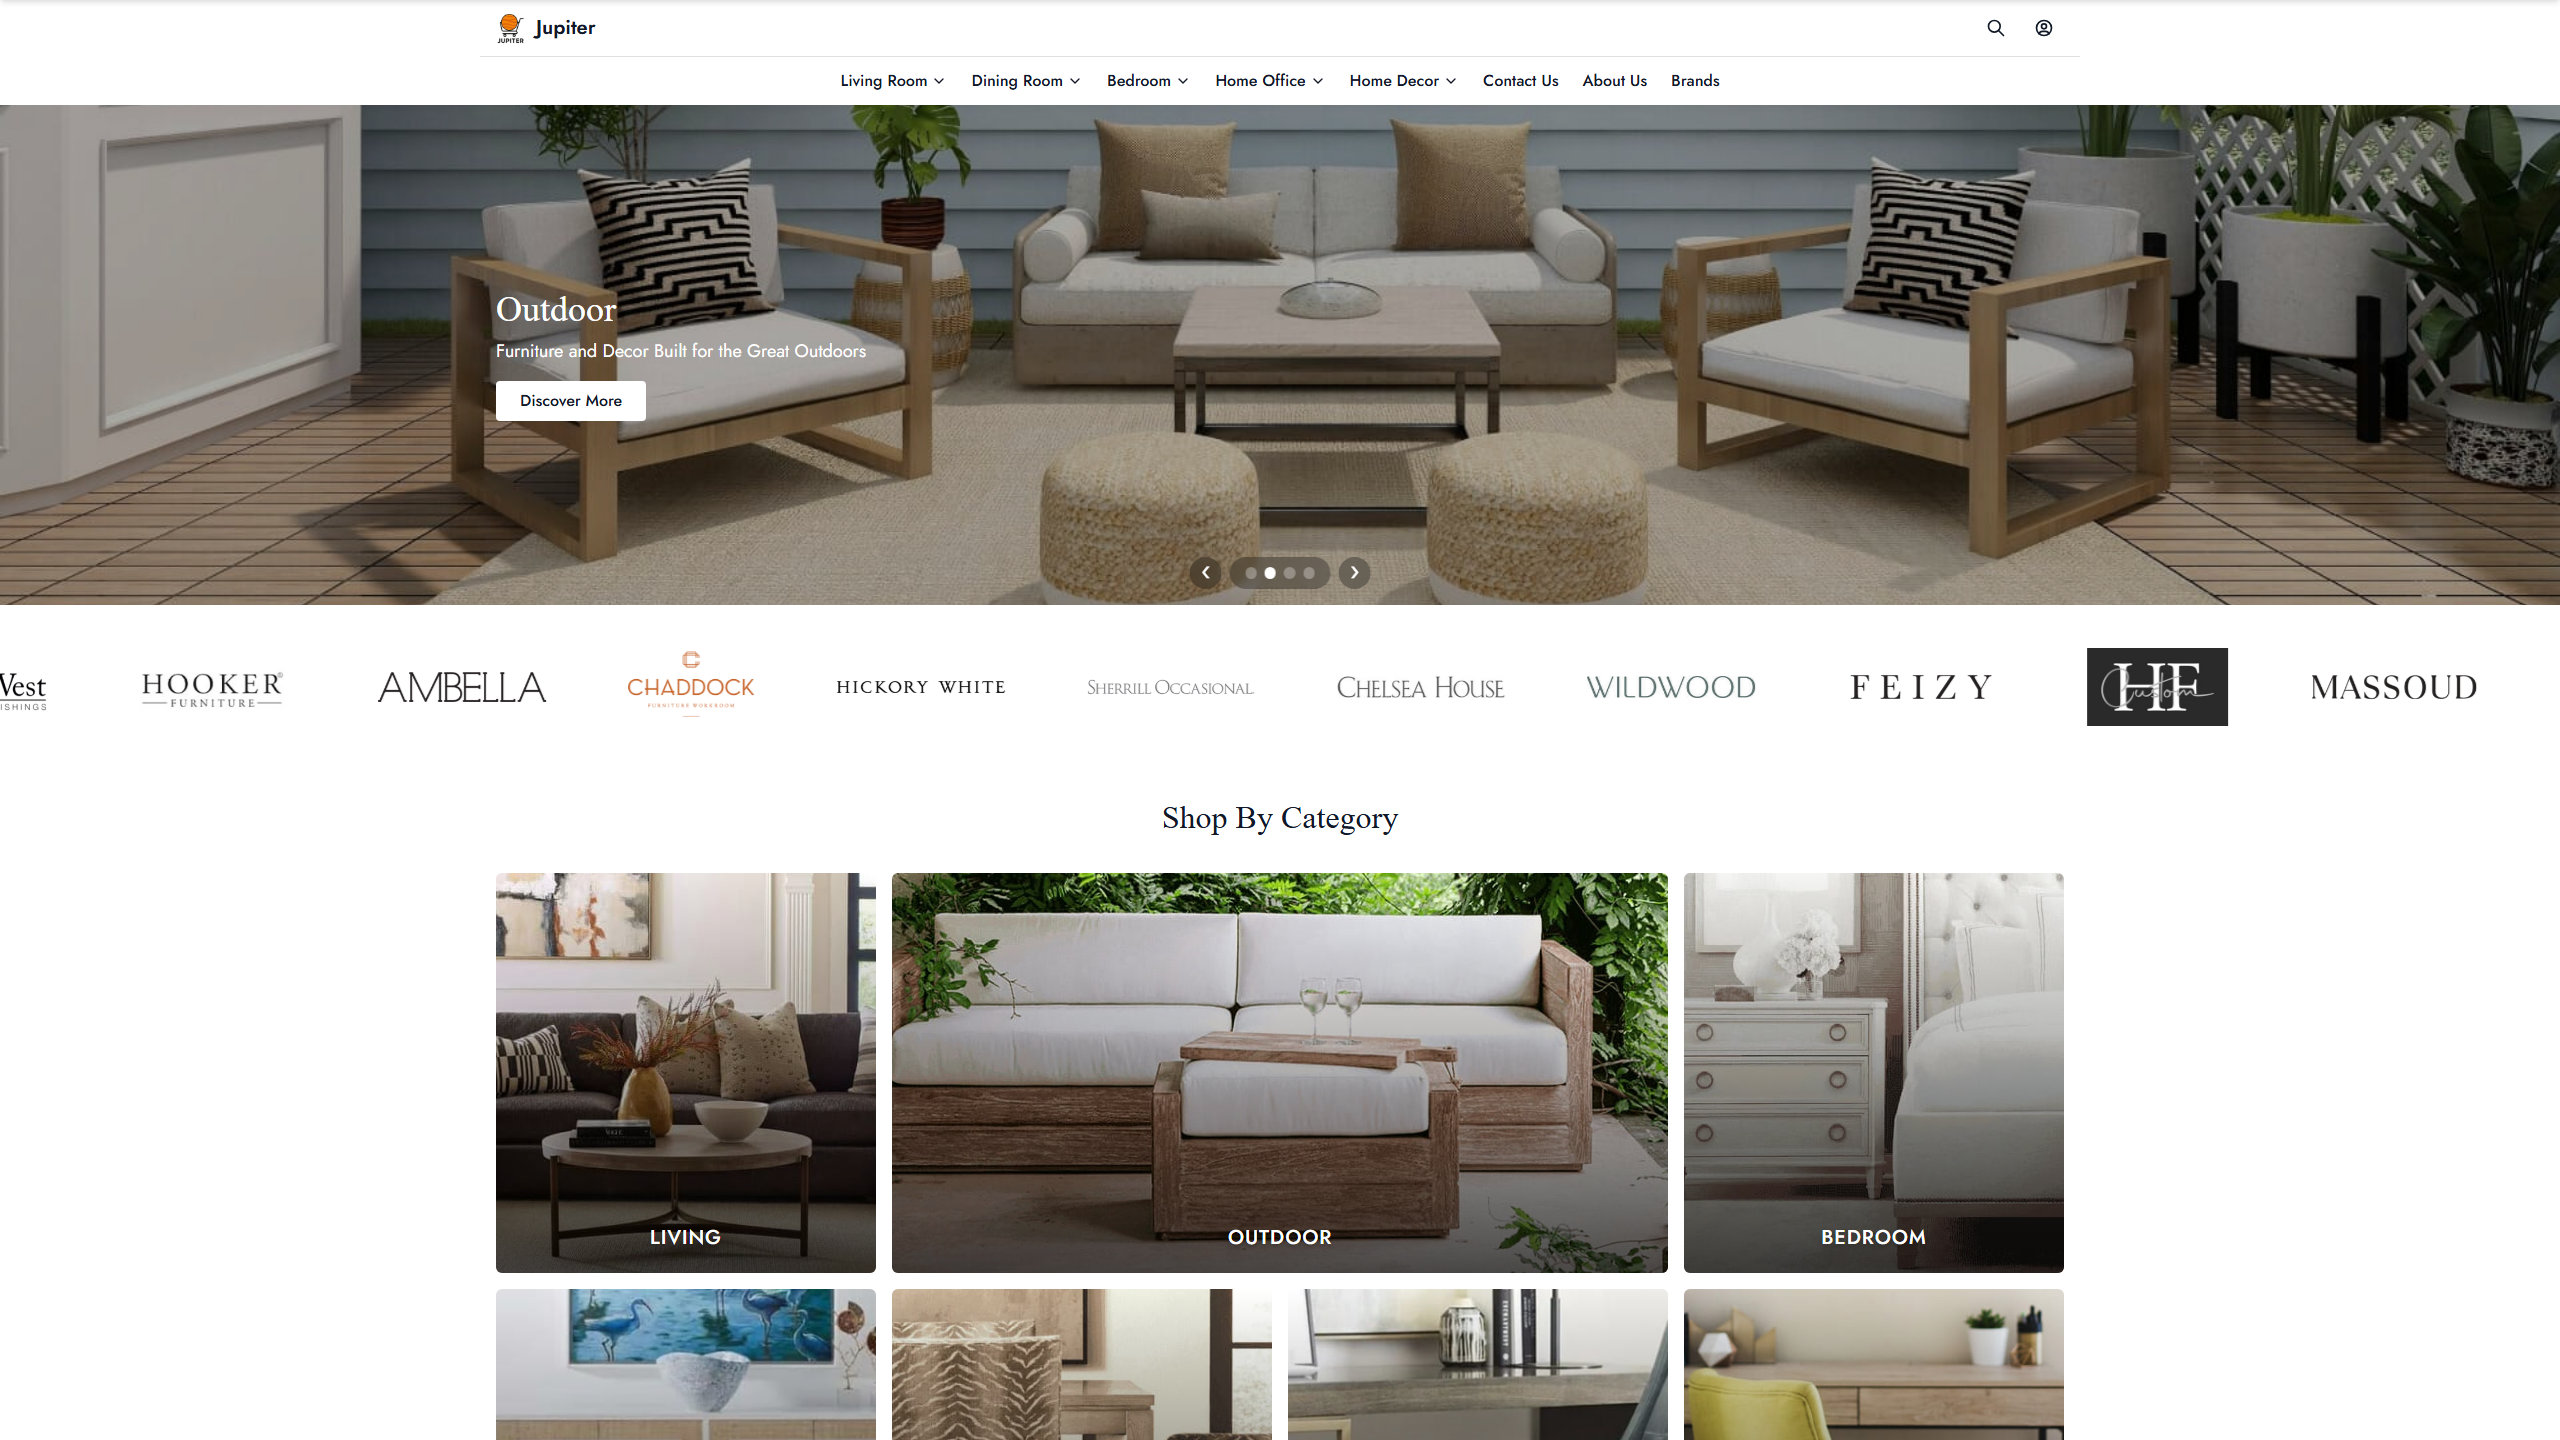 JUPITER
Jupiter
Living Room
Dining Room
Bedroom
Home Office
Home Decor
Contact Us
About Us
Brands
Outdoor
Furniture and Decor Built for the Great Outdoors
Discover More
West
ISHINGS
HOOKER®
FURNITURE
AMBELLA
CHADDOCK
FURNITURE WORKROOM
HICKORY WHITE
SHERRILL OCCASIONAL
CHELSEA HOUSE
WILDWOOD
FEIZY
HF
Custom
MASSOUD
Shop By Category
VOGUE
LIVING
OUTDOOR
BEDROOM